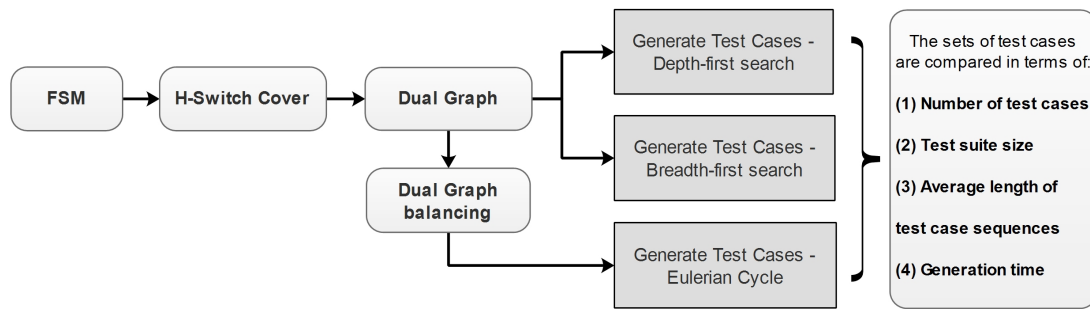 FSM
H-Switch Cover
Dual Graph
Dual Graph
balancing
Generate Test Cases -
Depth-first search
Generate Test Cases -
Breadth-first search
Generate Test Cases -
Eulerian Cycle
The sets of test cases
are compared in terms of:
(1) Number of test cases
(2) Test suite size
(3) Average length of
test case sequences
(4) Generation time